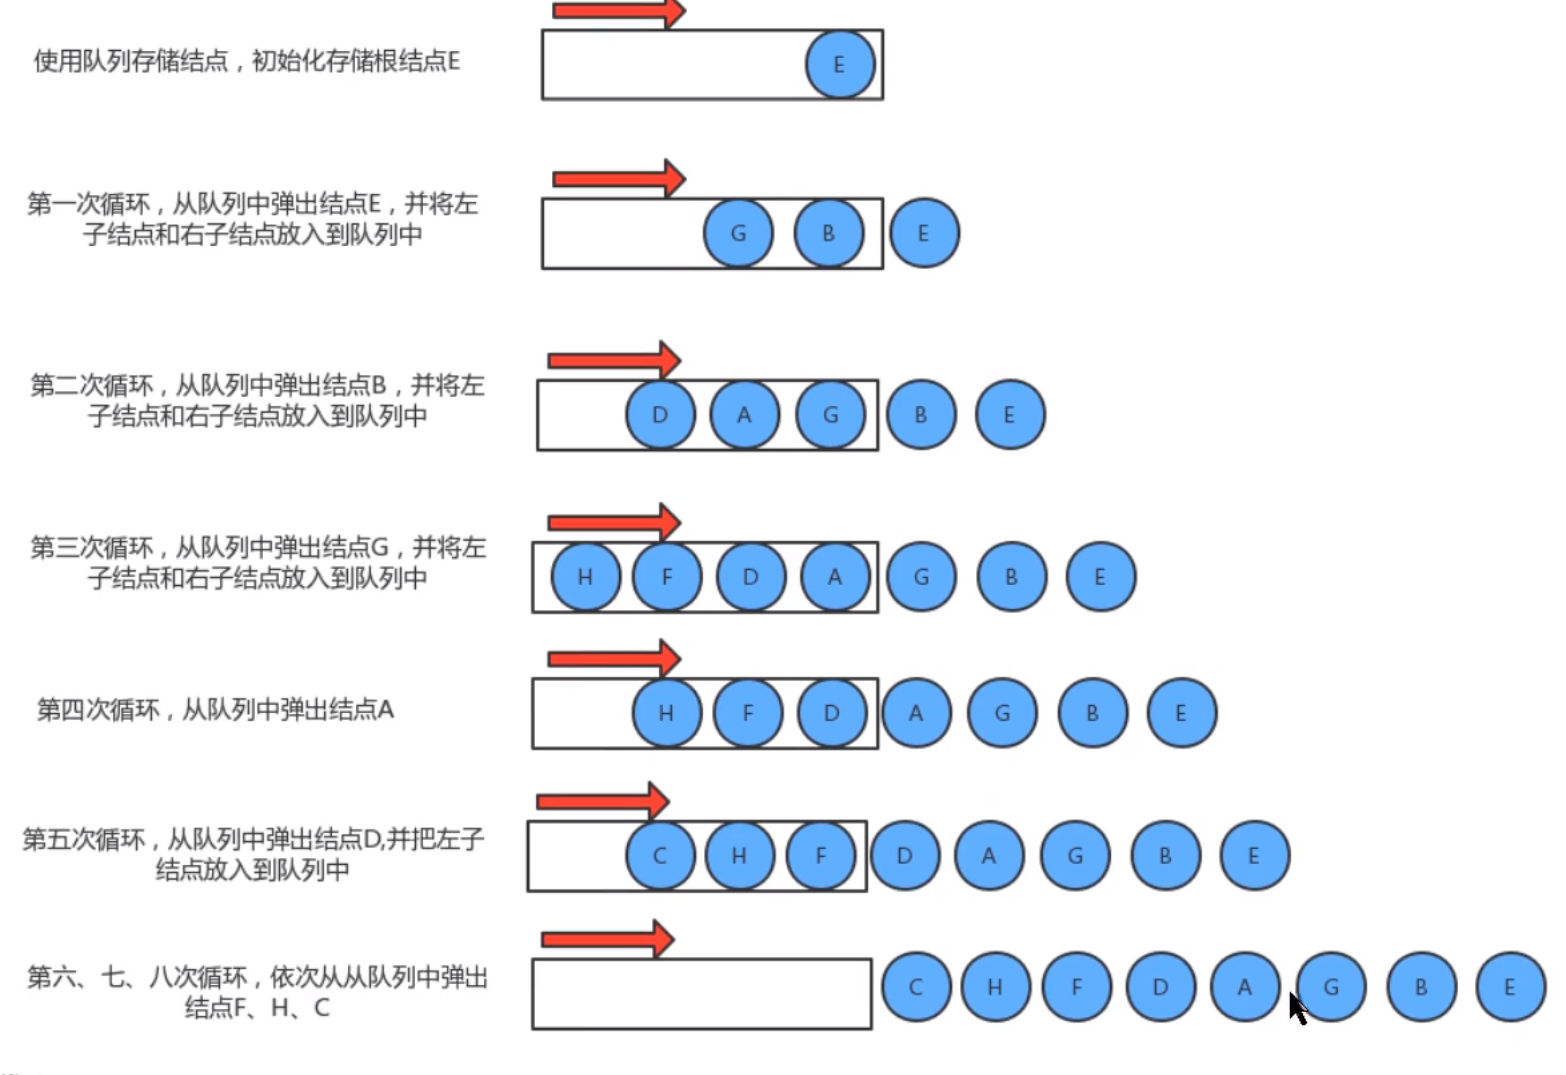 使用队列存储结点，初始化存储根结点E
E
第一次循环，从队列中弹出结点E，并将左
子结点和右子结点放入到队列中
G B E
第二次循环，从队列中弹出结点B，并将左
子结点和右子结点放入到队列中
D A G B E
第三次循环，从队列中弹出结点G，并将左
子结点和右子结点放入到队列中
H F D A G B E
第四次循环，从队列中弹出结点A
H F D A G B E
第五次循环，从队列中弹出结点D,并把左子
结点放入到队列中
C H F D A G B E
第六、七、八次循环，依次从从队列中弹出
结点F、H、C
C H F D A G B E